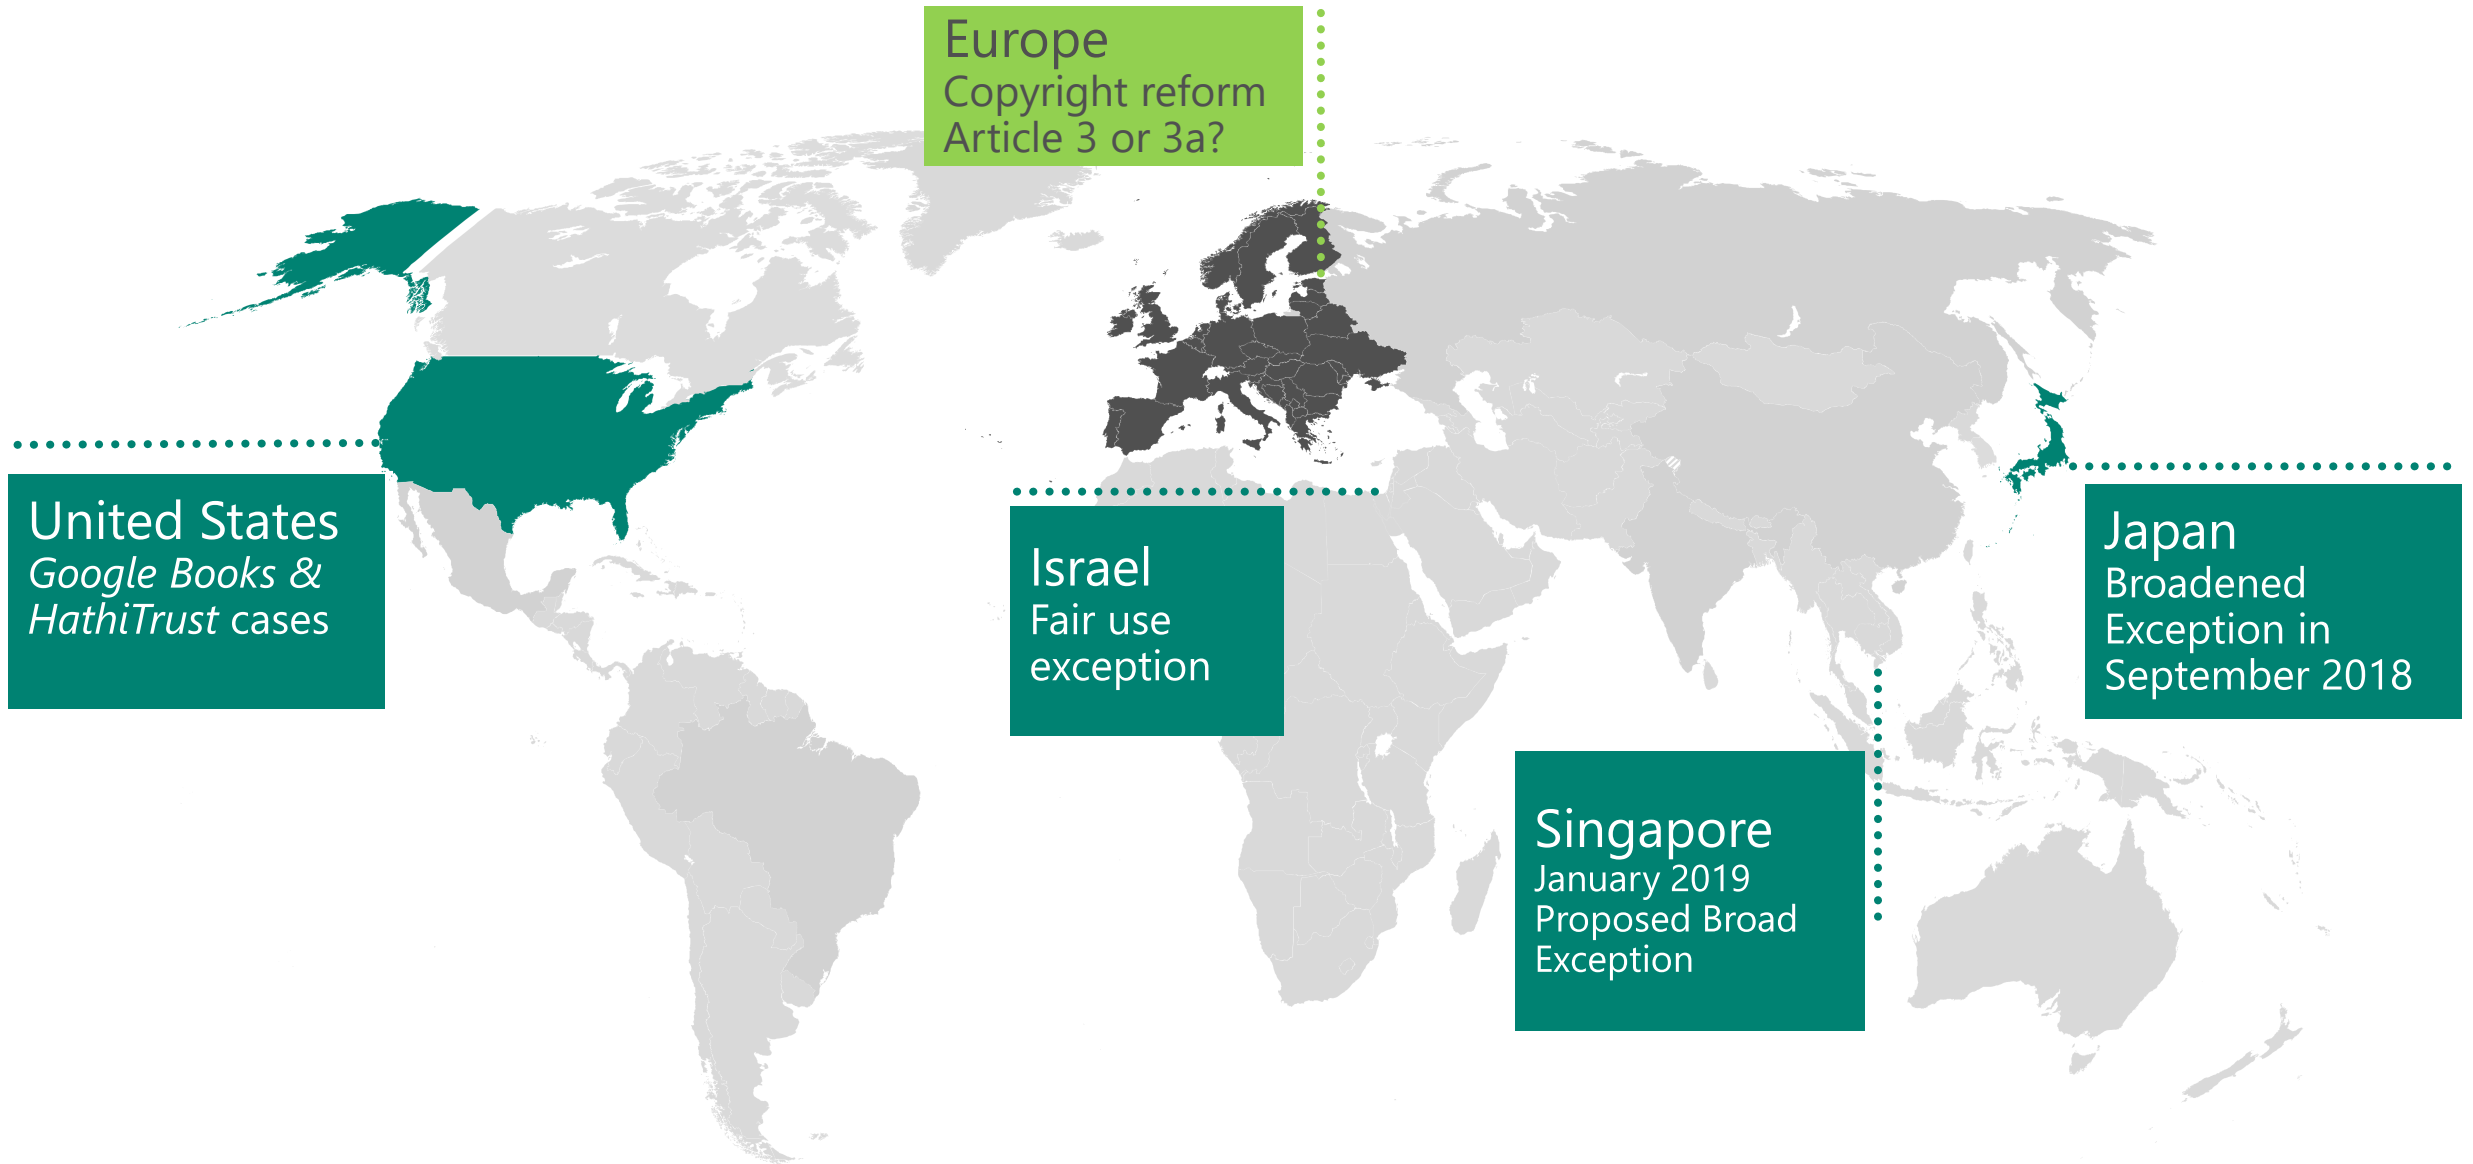 Europe
Copyright reform
Article 3 or 3a?
United States
Google Books &
HathiTrust cases
Israel
Fair use
exception
Japan
Broadened
Exception in
September 2018
Singapore
January 2019
Proposed Broad
Exception